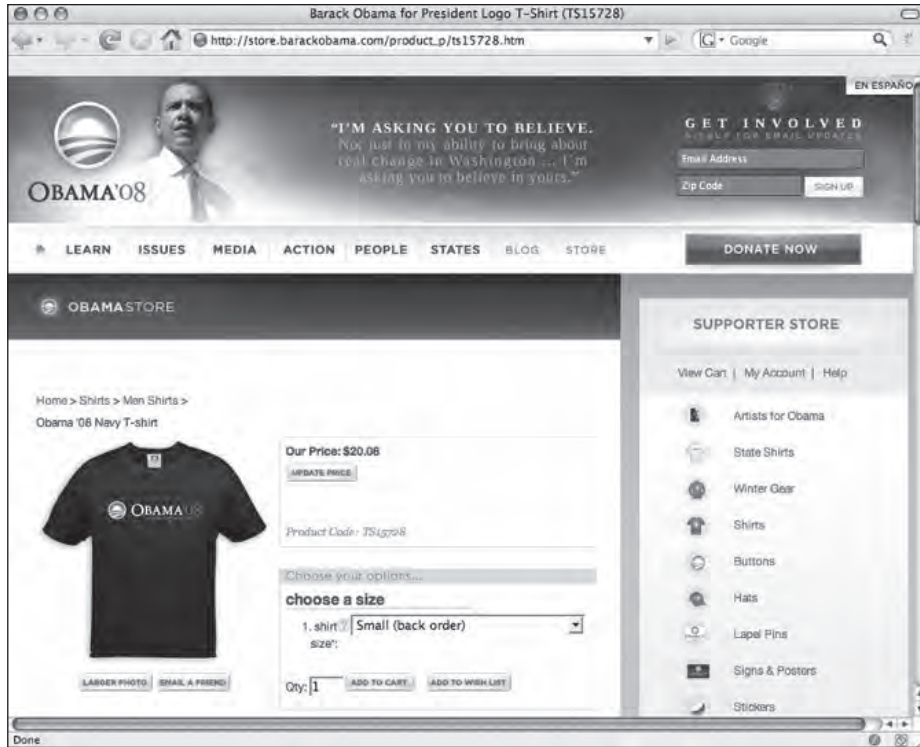 Barack Obama for President Logo T-Shirt (TS15728)
http://store.barackobama.com/product_p/ts15728.htm
G
Google
EN ESPAÑO
OBAMA'08
"I'M ASKING YOU TO BELIEVE.
Not just in my ability to bring about
real change in Washington ... I'm
asking you to believe in yours."
GET INVOLVED
SIGNUP FOR EMAIL UPDATES
Email Address
Zip Code
SIGN UP
LEARN ISSUES MEDIA ACTION PEOPLE STATES BLOG STORE
DONATE NOW
OBAMA STORE
Home > Shirts > Men Shirts >
Obama '08 Navy T-shirt
OBAMA'08
LARGER PHOTO
EMAIL A FRIEND
Our Price: $20.08
UPDATE PRICE
Product Code: TS15728
Choose your options...
choose a size
1. shirt ? Small (back order)
size*:
Qty: 1 ADD TO CART ADD TO WISH LIST
SUPPORTER STORE
View Cart | My Account | Help
Artists for Obama
State Shirts
Winter Gear
Shirts
Buttons
Hats
Lapel Pins
Signs & Posters
Stickers
Done